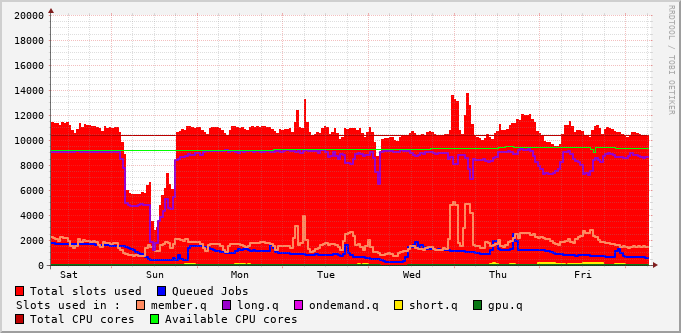 RRDTOOL / TOBI OETIKER
20000
18000
16000
14000
12000
10000
8000
6000
4000
2000
0
Sat Sun Mon Tue Wed Thu Fri
Total slots used Queued Jobs
Slots used in : member.q long.q ondemand.q short.q gpu.q
Total CPU cores Available CPU cores